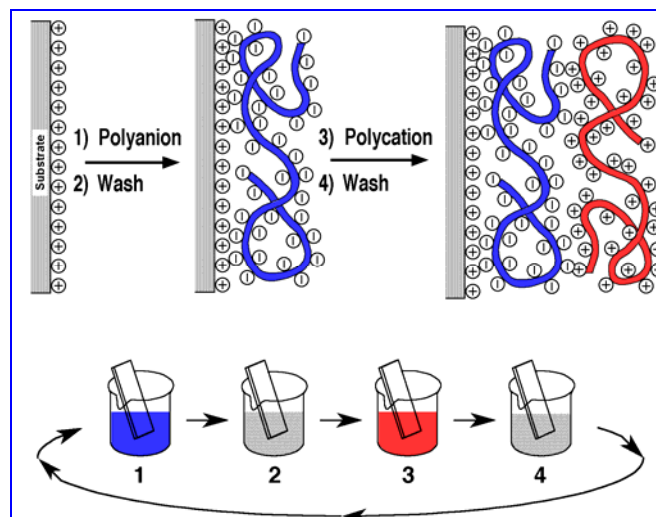 Substrate
1) Polyanion
2) Wash
3) Polycation
4) Wash
1
2
3
4